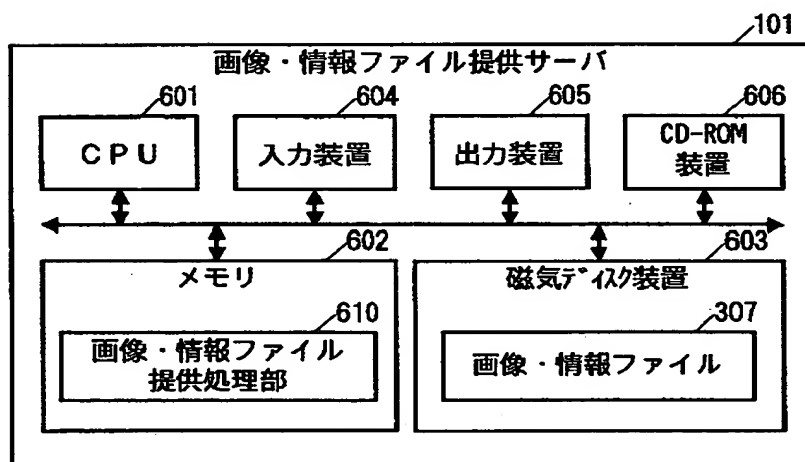 101
画像・情報ファイル提供サーバ
601
604
605
606
CPU
入力装置
出力装置
CD-ROM
装置
602
603
メモリ
磁気ディスク装置
610
307
画像・情報ファイル
提供処理部
画像・情報ファイル